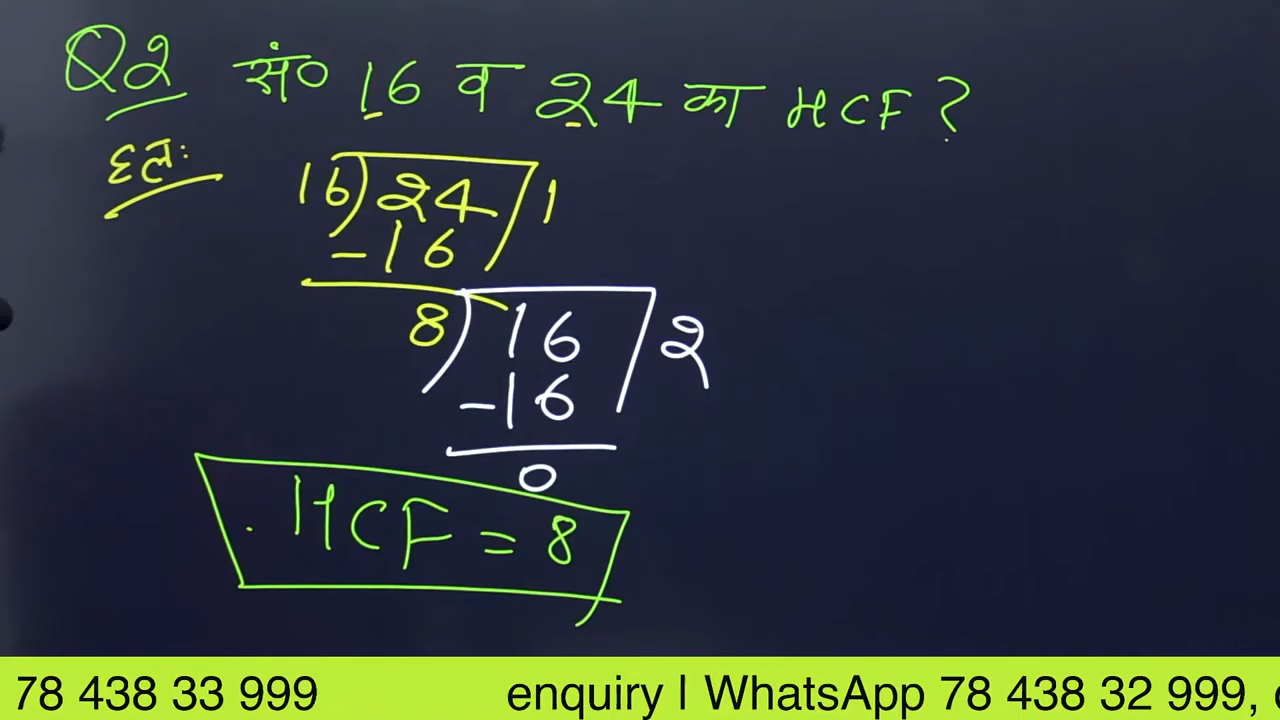 Q2 सं० 16 व 24 का HCF ?
हल:
16) 24 / 1
-16
8) 16 / 2
-16
0
HCF = 8
78 438 33 999 enquiry | WhatsApp 78 438 32 999,